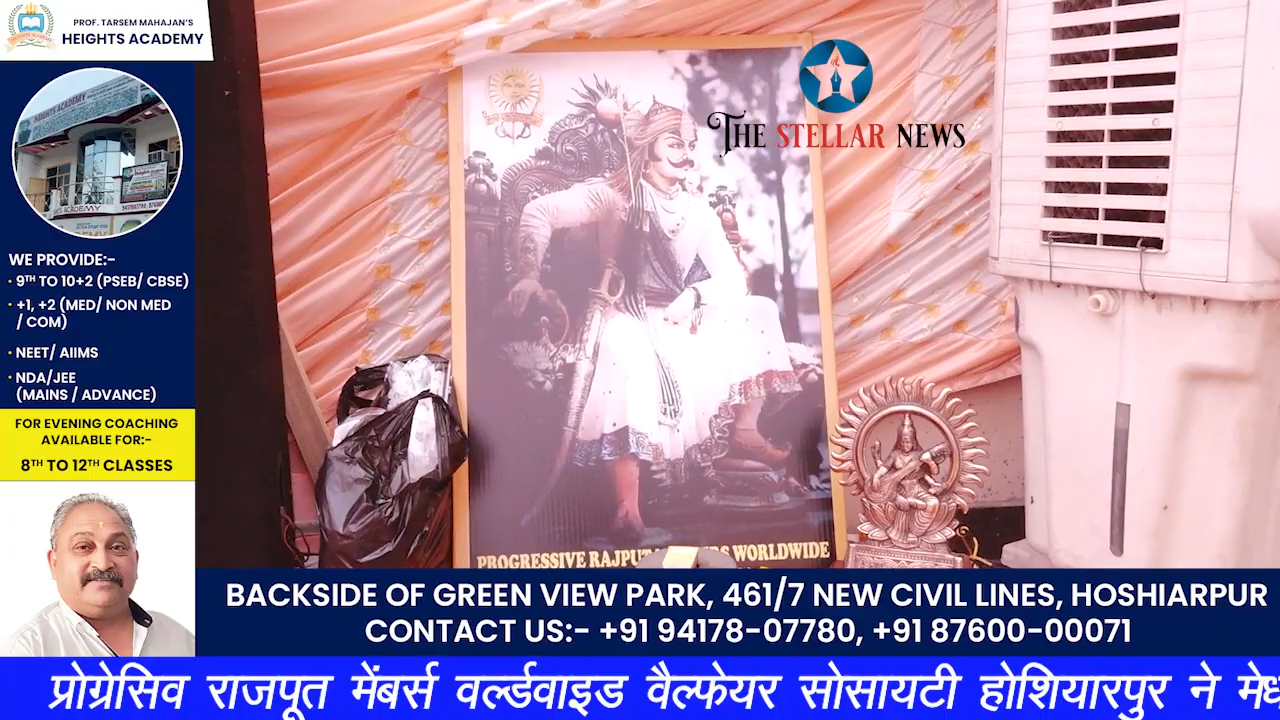 PROF. TARSEM MAHAJAN'S
HEIGHTS ACADEMY
HEIGHTS ACADEMY
WE PROVIDE:-
• 9TH TO 10+2 (PSEB/ CBSE)
• +1, +2 (MED/ NON MED
/ COM)
• NEET/ AIIMS
• NDA/JEE
(MAINS / ADVANCE)
FOR EVENING COACHING
AVAILABLE FOR:-
8TH TO 12TH CLASSES
THE STELLAR NEWS
PROGRESSIVE RAJPUT WORLDWIDE
BACKSIDE OF GREEN VIEW PARK, 461/7 NEW CIVIL LINES, HOSHIARPUR
CONTACT US:- +91 94178-07780, +91 87600-00071
प्रोग्रेसिव राजपूत मेंबर्स वर्ल्डवाइड वैल्फेयर सोसायटी होशियारपुर ने